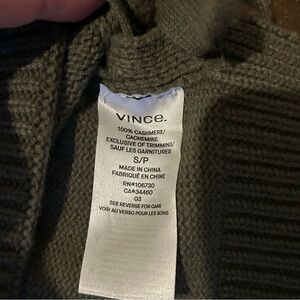 VINCE.
100% CASHMERE/
CACHEMIRE
EXCLUSIVE OF TRIMMING/
SAUF LES GARNITURES
S/P
MADE IN CHINA
FABRIQUÉ EN CHINE
RN#106730
CA#34460
03
SEE REVERSE FOR CARE
VOIR AU VERSO POUR LES SOINS